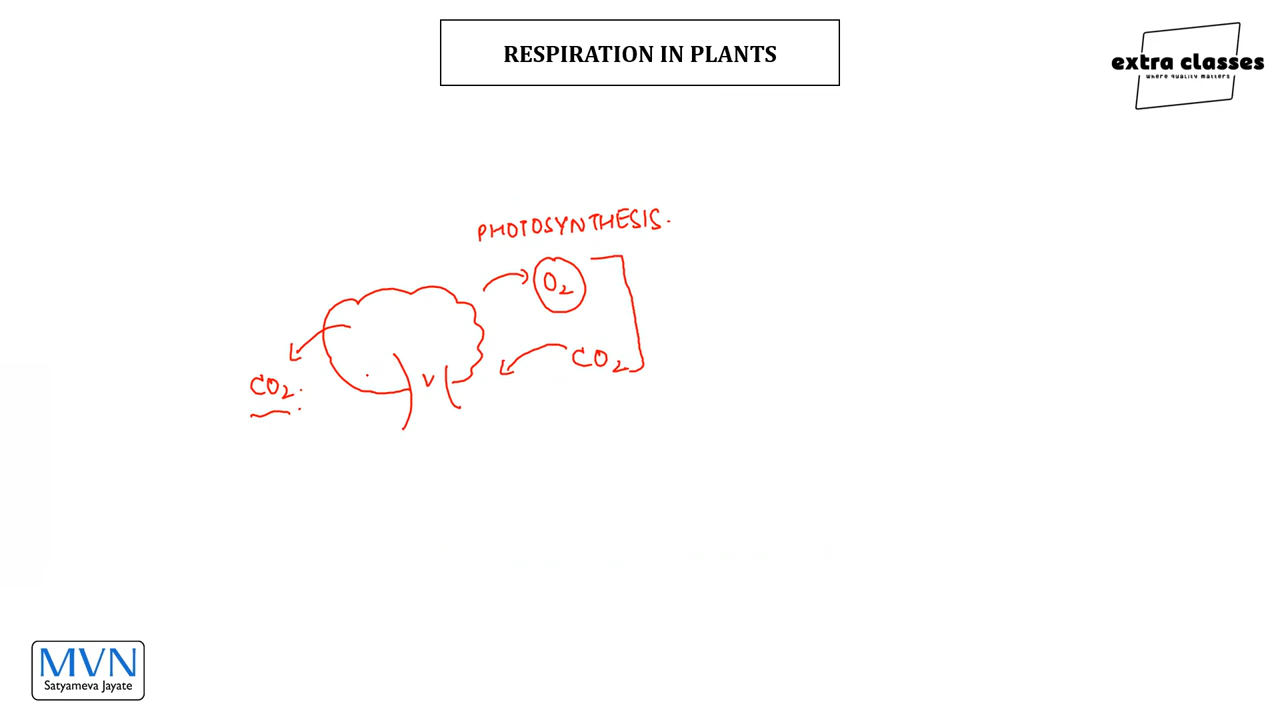 RESPIRATION IN PLANTS
extra classes
where quality matters
PHOTOSYNTHESIS.
O₂
CO₂
CO₂
MVN
Satyameva Jayate